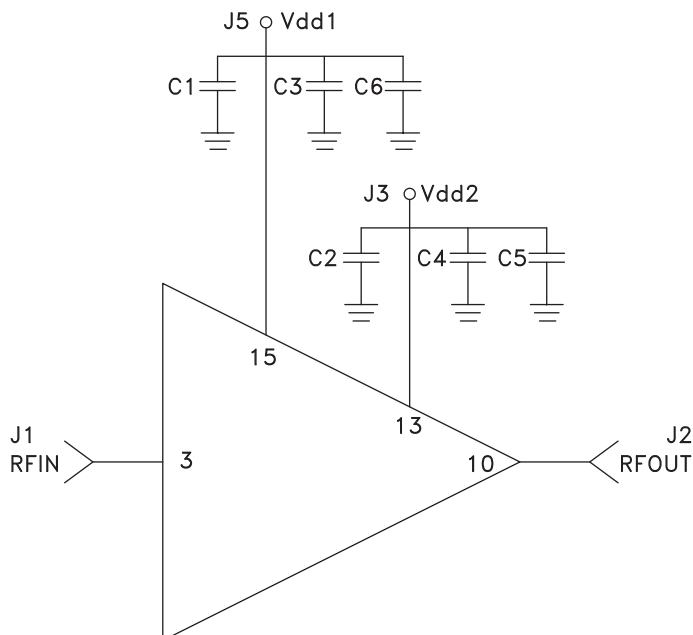 J5 Vdd1
C1 C3 C6
J3 Vdd2
C2 C4 C5
15
13
J1
RFIN
3
10
J2
RFOUT